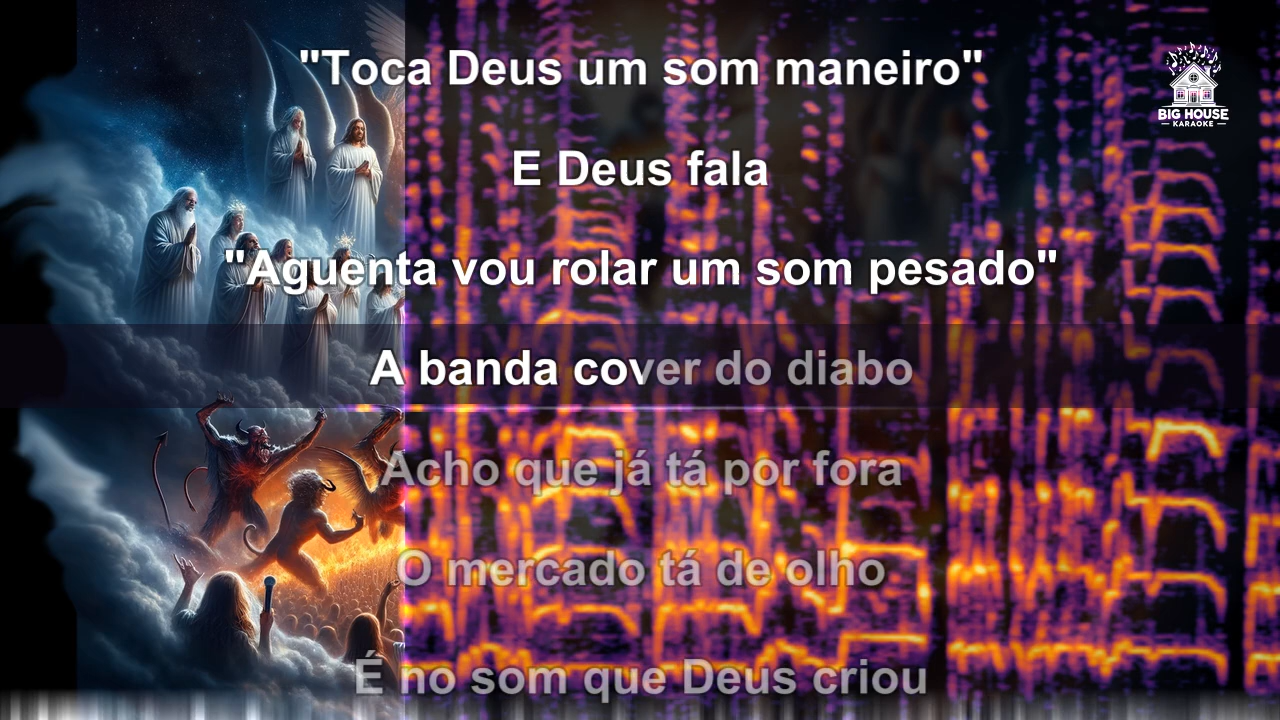 "Toca Deus um som maneiro"
BIG HOUSE
KARAOKE
E Deus fala
"Aguenta vou rolar um som pesado"
A banda cover do diabo
Acho que já tá por fora
O mercado tá de olho
É no som que Deus criou